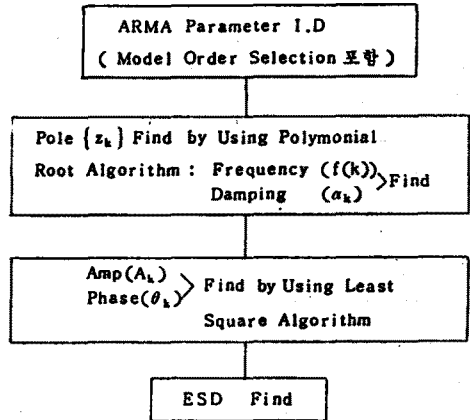 ARMA Parameter I.D
( Model Order Selection 포함 )
Pole {z_k} Find by Using Polymonial
Root Algorithm : Frequency (f(k))
Damping (α_k) > Find
Amp(A_k)
Phase(θ_k) > Find by Using Least
Square Algorithm
ESD Find